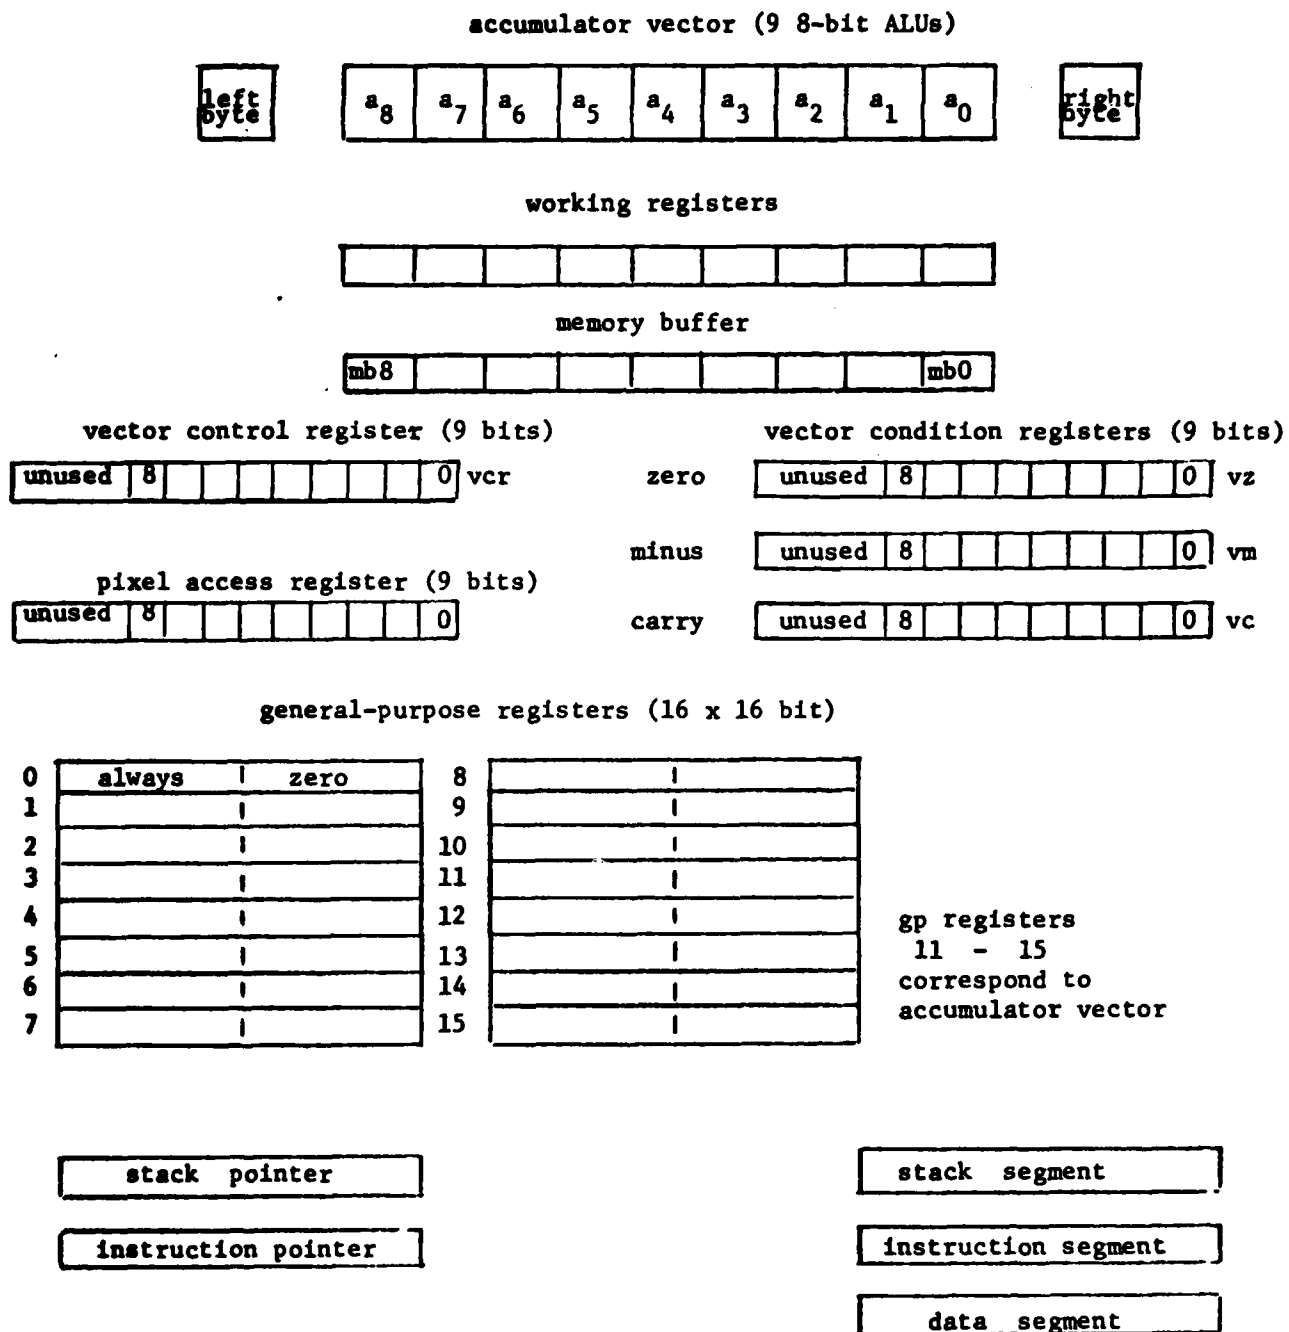 accumulator vector (9 8-bit ALUs)
left byte
a8 a7 a6 a5 a4 a3 a2 a1 a0
right byte
working registers
memory buffer
mb8 mb0
vector control register (9 bits)
unused 8 0 vcr
vector condition registers (9 bits)
zero unused 8 0 vz
minus unused 8 0 vm
pixel access register (9 bits)
unused 8 0
carry unused 8 0 vc
general-purpose registers (16 x 16 bit)
0 always zero 8
1 9
2 10
3 11
4 12
5 13
6 14
7 15
gp registers
11 - 15
correspond to
accumulator vector
stack pointer
stack segment
instruction pointer
instruction segment
data segment